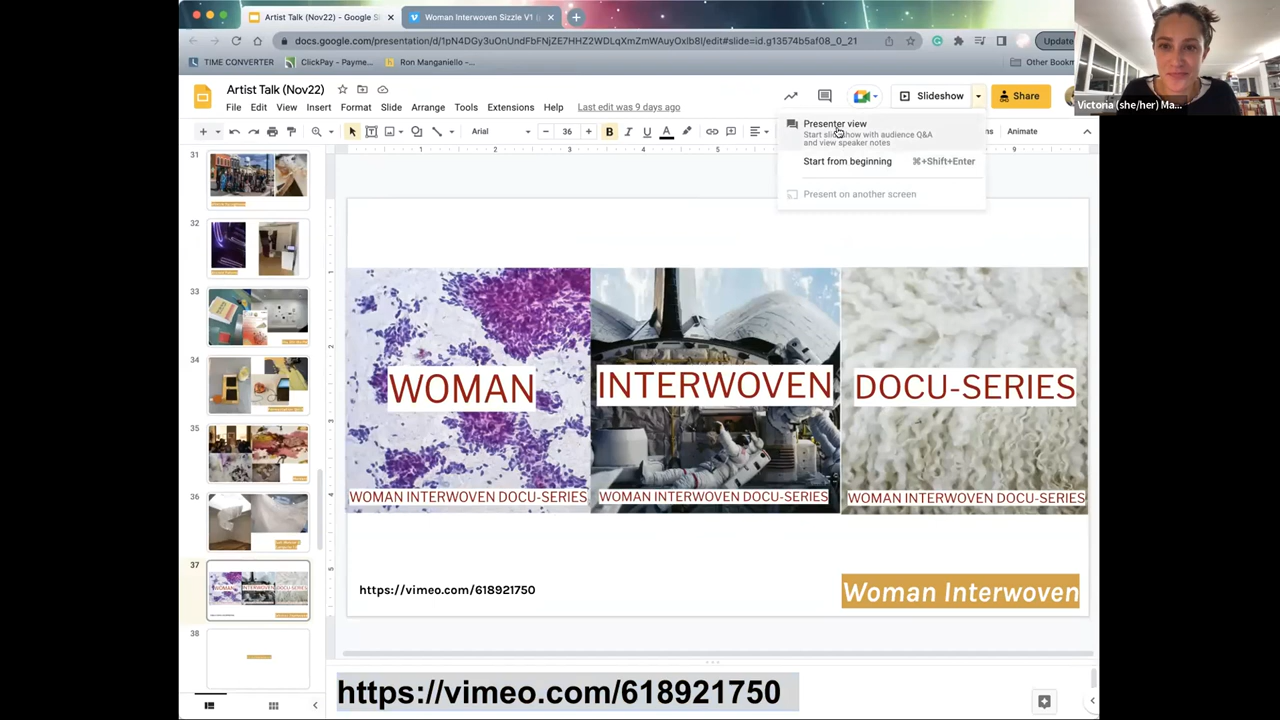 Artist Talk (Nov22) - Google Sl
Woman Interwoven Sizzle V1 (
docs.google.com/presentation/d/1pN4DGy3uOnUndFbFNjZE7HHZ2WDLqXmZmWAuyOxlb8I/edit#slide=id.g13574b5af08_0_21
Update
TIME CONVERTER
ClickPay - Payme...
Ron Manganiello -...
Other Bookm
Victoria (she/her) Ma...
Artist Talk (Nov22)
File Edit View Insert Format Slide Arrange Tools Extensions Help
Last edit was 9 days ago
Slideshow
Share
Arial
36
Animate
Presenter view
Start slideshow with audience Q&A
and view speaker notes
Start from beginning ⌘+Shift+Enter
Present on another screen
31
32
33
34
35
36
37
38
WOMAN
INTERWOVEN
DOCU-SERIES
WOMAN INTERWOVEN DOCU-SERIES
WOMAN INTERWOVEN DOCU-SERIES
WOMAN INTERWOVEN DOCU-SERIES
https://vimeo.com/618921750
Woman Interwoven
https://vimeo.com/618921750